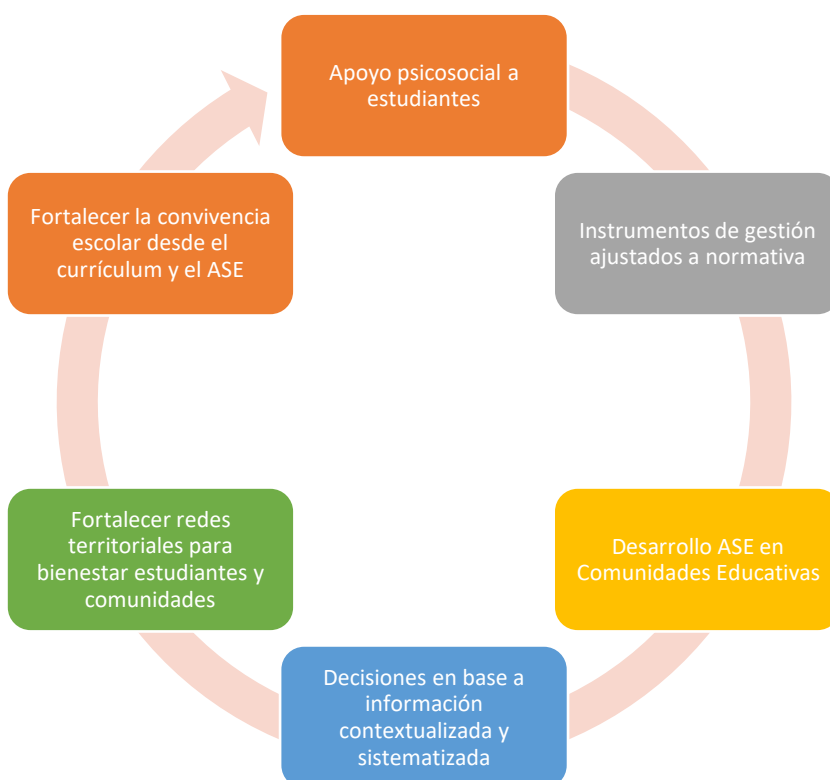 Apoyo psicosocial a
estudiantes
Instrumentos de gestión
ajustados a normativa
Desarrollo ASE en
Comunidades Educativas
Decisiones en base a
información
contextualizada y
sistematizada
Fortalecer redes
territoriales para
bienestar estudiantes y
comunidades
Fortalecer la convivencia
escolar desde el
currículum y el ASE